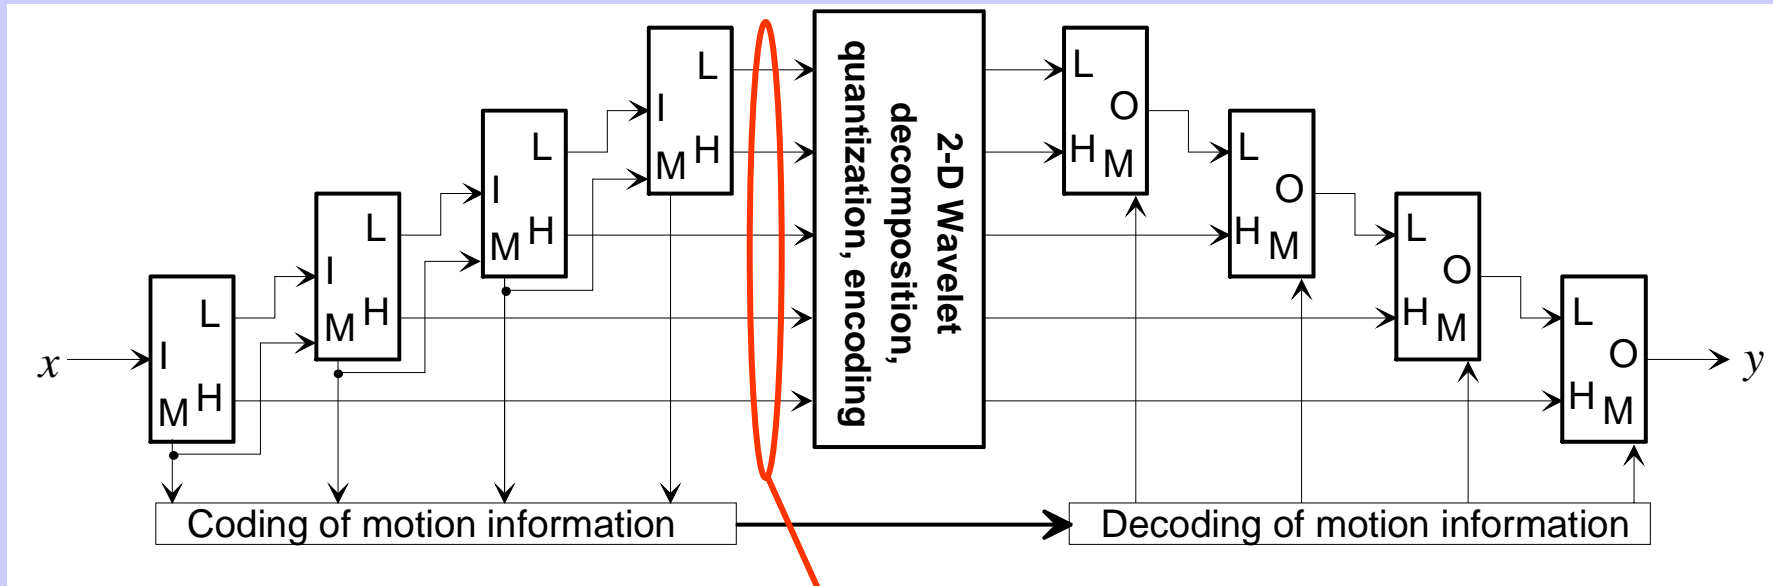 x
I
L
M
H
I
L
M
H
I
L
M
H
I
L
M
H
2-D Wavelet
decomposition,
quantization, encoding
L
O
H
M
L
O
H
M
L
O
H
M
L
O
H
M
y
Coding of motion information
Decoding of motion information